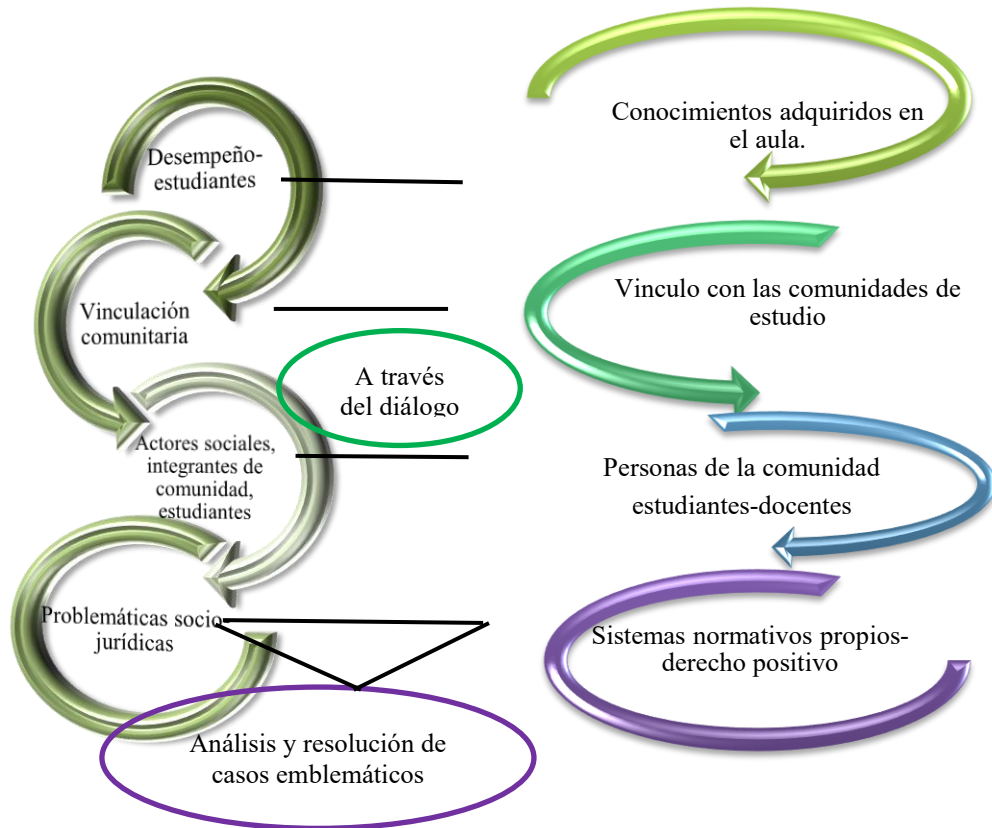 Desempeño-
estudiantes
Conocimientos adquiridos en
el aula.
Vinculación
comunitaria
Vinculo con las comunidades de
estudio
A través
del diálogo
Actores sociales,
integrantes de
comunidad,
estudiantes
Personas de la comunidad
estudiantes-docentes
Problemáticas socio-
jurídicas
Sistemas normativos propios-
derecho positivo
Análisis y resolución de
casos emblemáticos